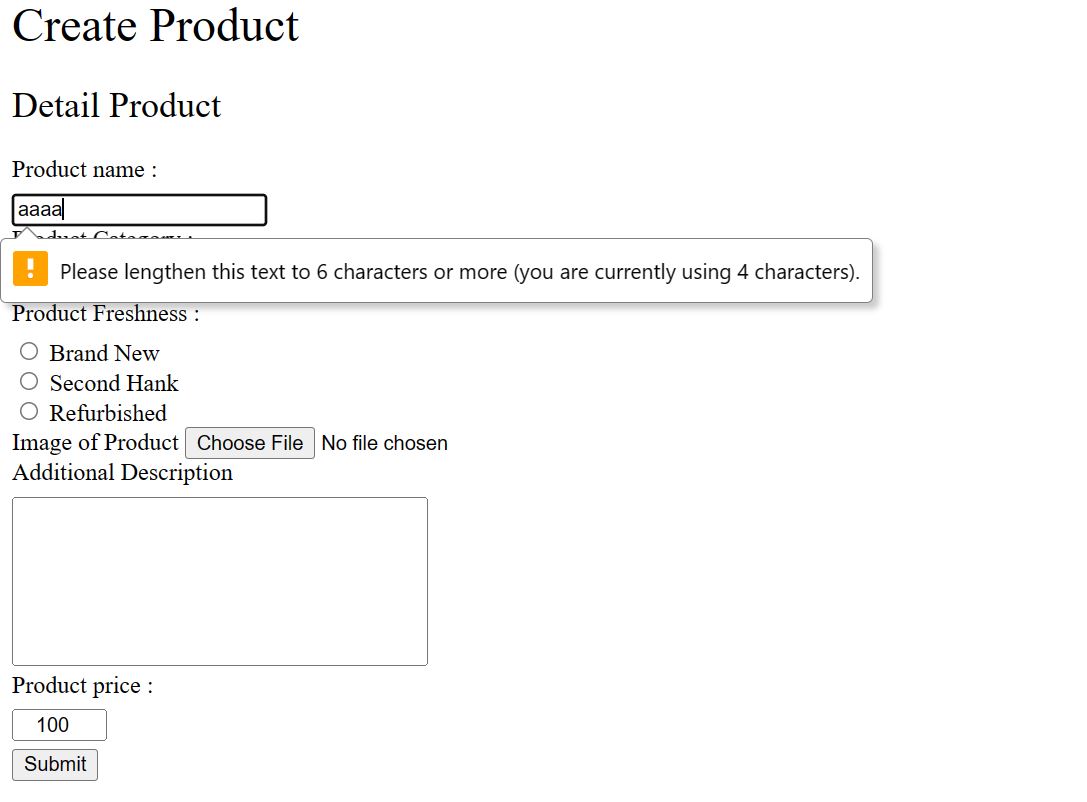 Create Product
Detail Product
Product name :
aaaa
Product Category :
Please lengthen this text to 6 characters or more (you are currently using 4 characters).
Product Freshness :
Brand New
Second Hank
Refurbished
Image of Product Choose File No file chosen
Additional Description
Product price :
100
Submit